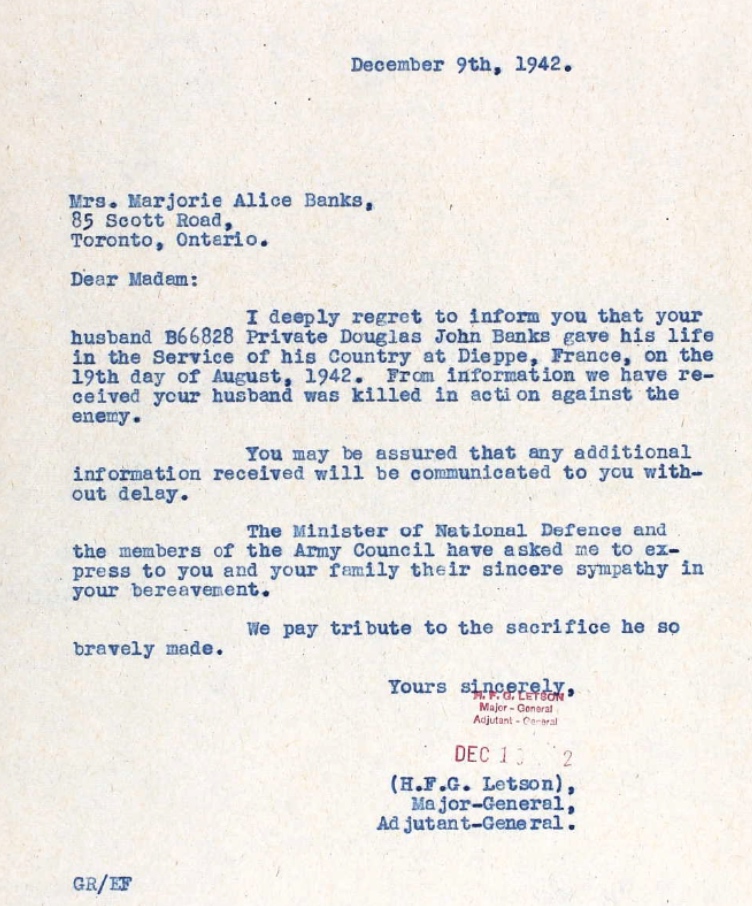 December 9th, 1942.
Mrs. Marjorie Alice Banks,
85 Scott Road,
Toronto, Ontario.
Dear Madam:
I deeply regret to inform you that your
husband B66828 Private Douglas John Banks gave his life
in the Service of his Country at Dieppe, France, on the
19th day of August, 1942. From information we have re-
ceived your husband was killed in action against the
enemy.
You may be assured that any additional
information received will be communicated to you with-
out delay.
The Minister of National Defence and
the members of the Army Council have asked me to ex-
press to you and your family their sincere sympathy in
your bereavement.
We pay tribute to the sacrifice he so
bravely made.
Yours sincerely,
H. F. G. LETSON
Major - General
Adjutant - General
DEC 1 2
(H.F.G. Letson),
Major-General,
Adjutant-General.
GR/EF